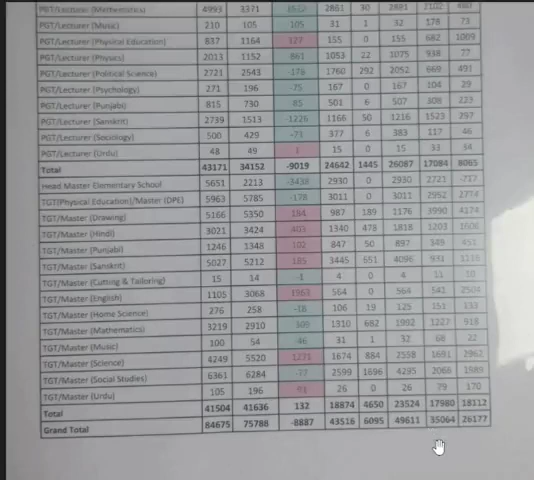 PGT/Lecturer (Mathematics) 4993 3371 2861 30 2881 2102 480
PGT/Lecturer (Music) 210 105 105 31 1 32 178 73
PGT/Lecturer (Physical Education) 837 1164 327 155 0 155 682 1009
PGT/Lecturer (Physics) 2013 1152 861 1053 22 1075 938 77
PGT/Lecturer (Political Science) 2721 2543 -178 1760 292 2052 669 491
PGT/Lecturer (Psychology) 271 196 -75 167 0 167 104 29
PGT/Lecturer (Punjabi) 815 730 85 501 6 507 308 223
PGT/Lecturer (Sanskrit) 2739 1513 -1226 1166 50 1216 1523 297
PGT/Lecturer (Sociology) 500 429 -71 377 6 383 117 46
PGT/Lecturer (Urdu) 48 49 1 15 0 15 33 34
Total 43171 34152 -9019 24642 1445 26087 17084 8065
Head Master Elementary School 5651 2213 -3438 2930 0 2930 2721 -717
TGT(Physical Education)/Master (DPE) 5963 5785 -178 3011 0 3011 2952 2774
TGT/Master (Drawing) 5166 5350 184 987 189 1176 3990 4174
TGT/Master (Hindi) 3021 3424 403 1340 478 1818 1203 1606
TGT/Master (Punjabi) 1246 1348 102 847 50 897 349 451
TGT/Master (Sanskrit) 5027 5212 185 3445 651 4096 931 1116
TGT/Master (Cutting & Tailoring) 15 14 -1 4 0 4 11 10
TGT/Master (English) 1105 3068 1963 564 0 564 541 2504
TGT/Master (Home Science) 276 258 -18 106 19 125 151 133
TGT/Master (Mathematics) 3219 2910 309 1310 682 1992 1227 918
TGT/Master (Music) 100 54 -46 31 1 32 68 22
TGT/Master (Science) 4249 5520 1271 1674 884 2558 1691 2962
TGT/Master (Social Studies) 6361 6284 -77 2599 1696 4295 2066 1989
TGT/Master (Urdu) 105 196 91 26 0 26 79 170
Total 41504 41636 132 18874 4650 23524 17980 18112
Grand Total 84675 75788 -8887 43516 6095 49611 35064 26177